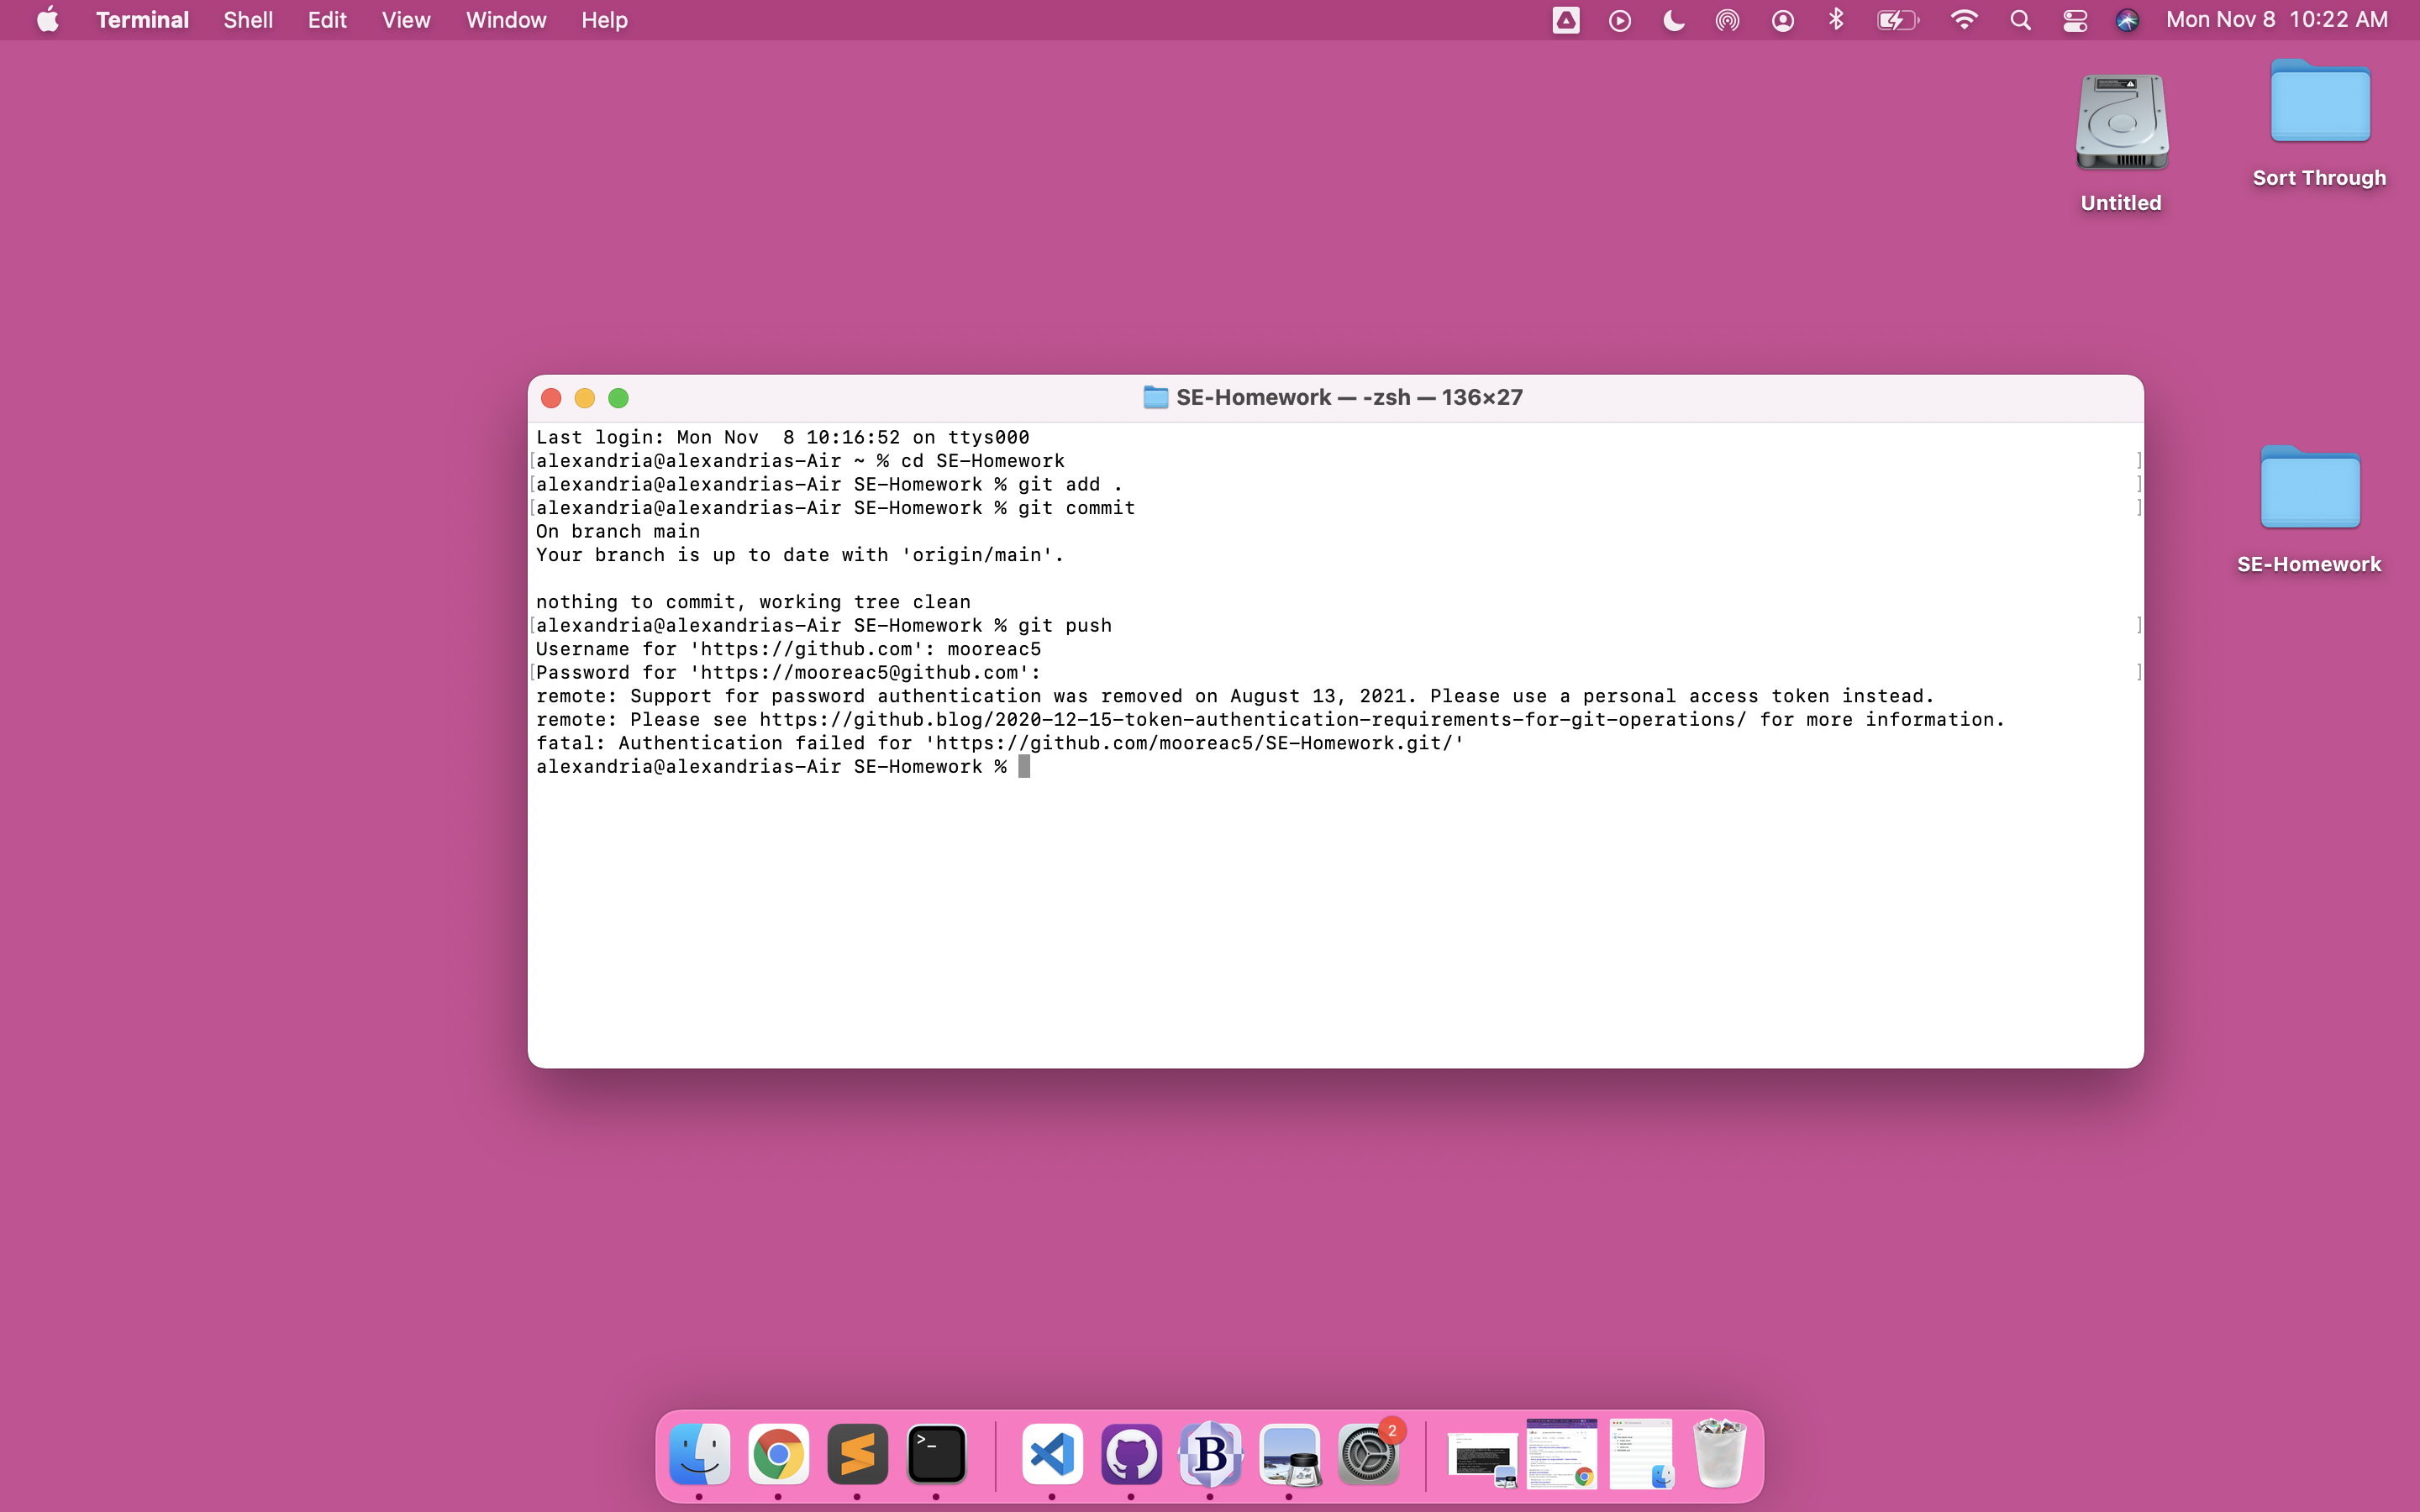 Terminal Shell Edit View Window Help Mon Nov 8 10:22 AM
Untitled
Sort Through
SE-Homework
SE-Homework — -zsh — 136×27
Last login: Mon Nov  8 10:16:52 on ttys000
[alexandria@alexandrias-Air ~ % cd SE-Homework ]
[alexandria@alexandrias-Air SE-Homework % git add . ]
[alexandria@alexandrias-Air SE-Homework % git commit ]
On branch main
Your branch is up to date with 'origin/main'.
nothing to commit, working tree clean
[alexandria@alexandrias-Air SE-Homework % git push ]
Username for 'https://github.com': mooreac5
[Password for 'https://mooreac5@github.com': ]
remote: Support for password authentication was removed on August 13, 2021. Please use a personal access token instead.
remote: Please see https://github.blog/2020-12-15-token-authentication-requirements-for-git-operations/ for more information.
fatal: Authentication failed for 'https://github.com/mooreac5/SE-Homework.git/'
alexandria@alexandrias-Air SE-Homework %
>_
B
2